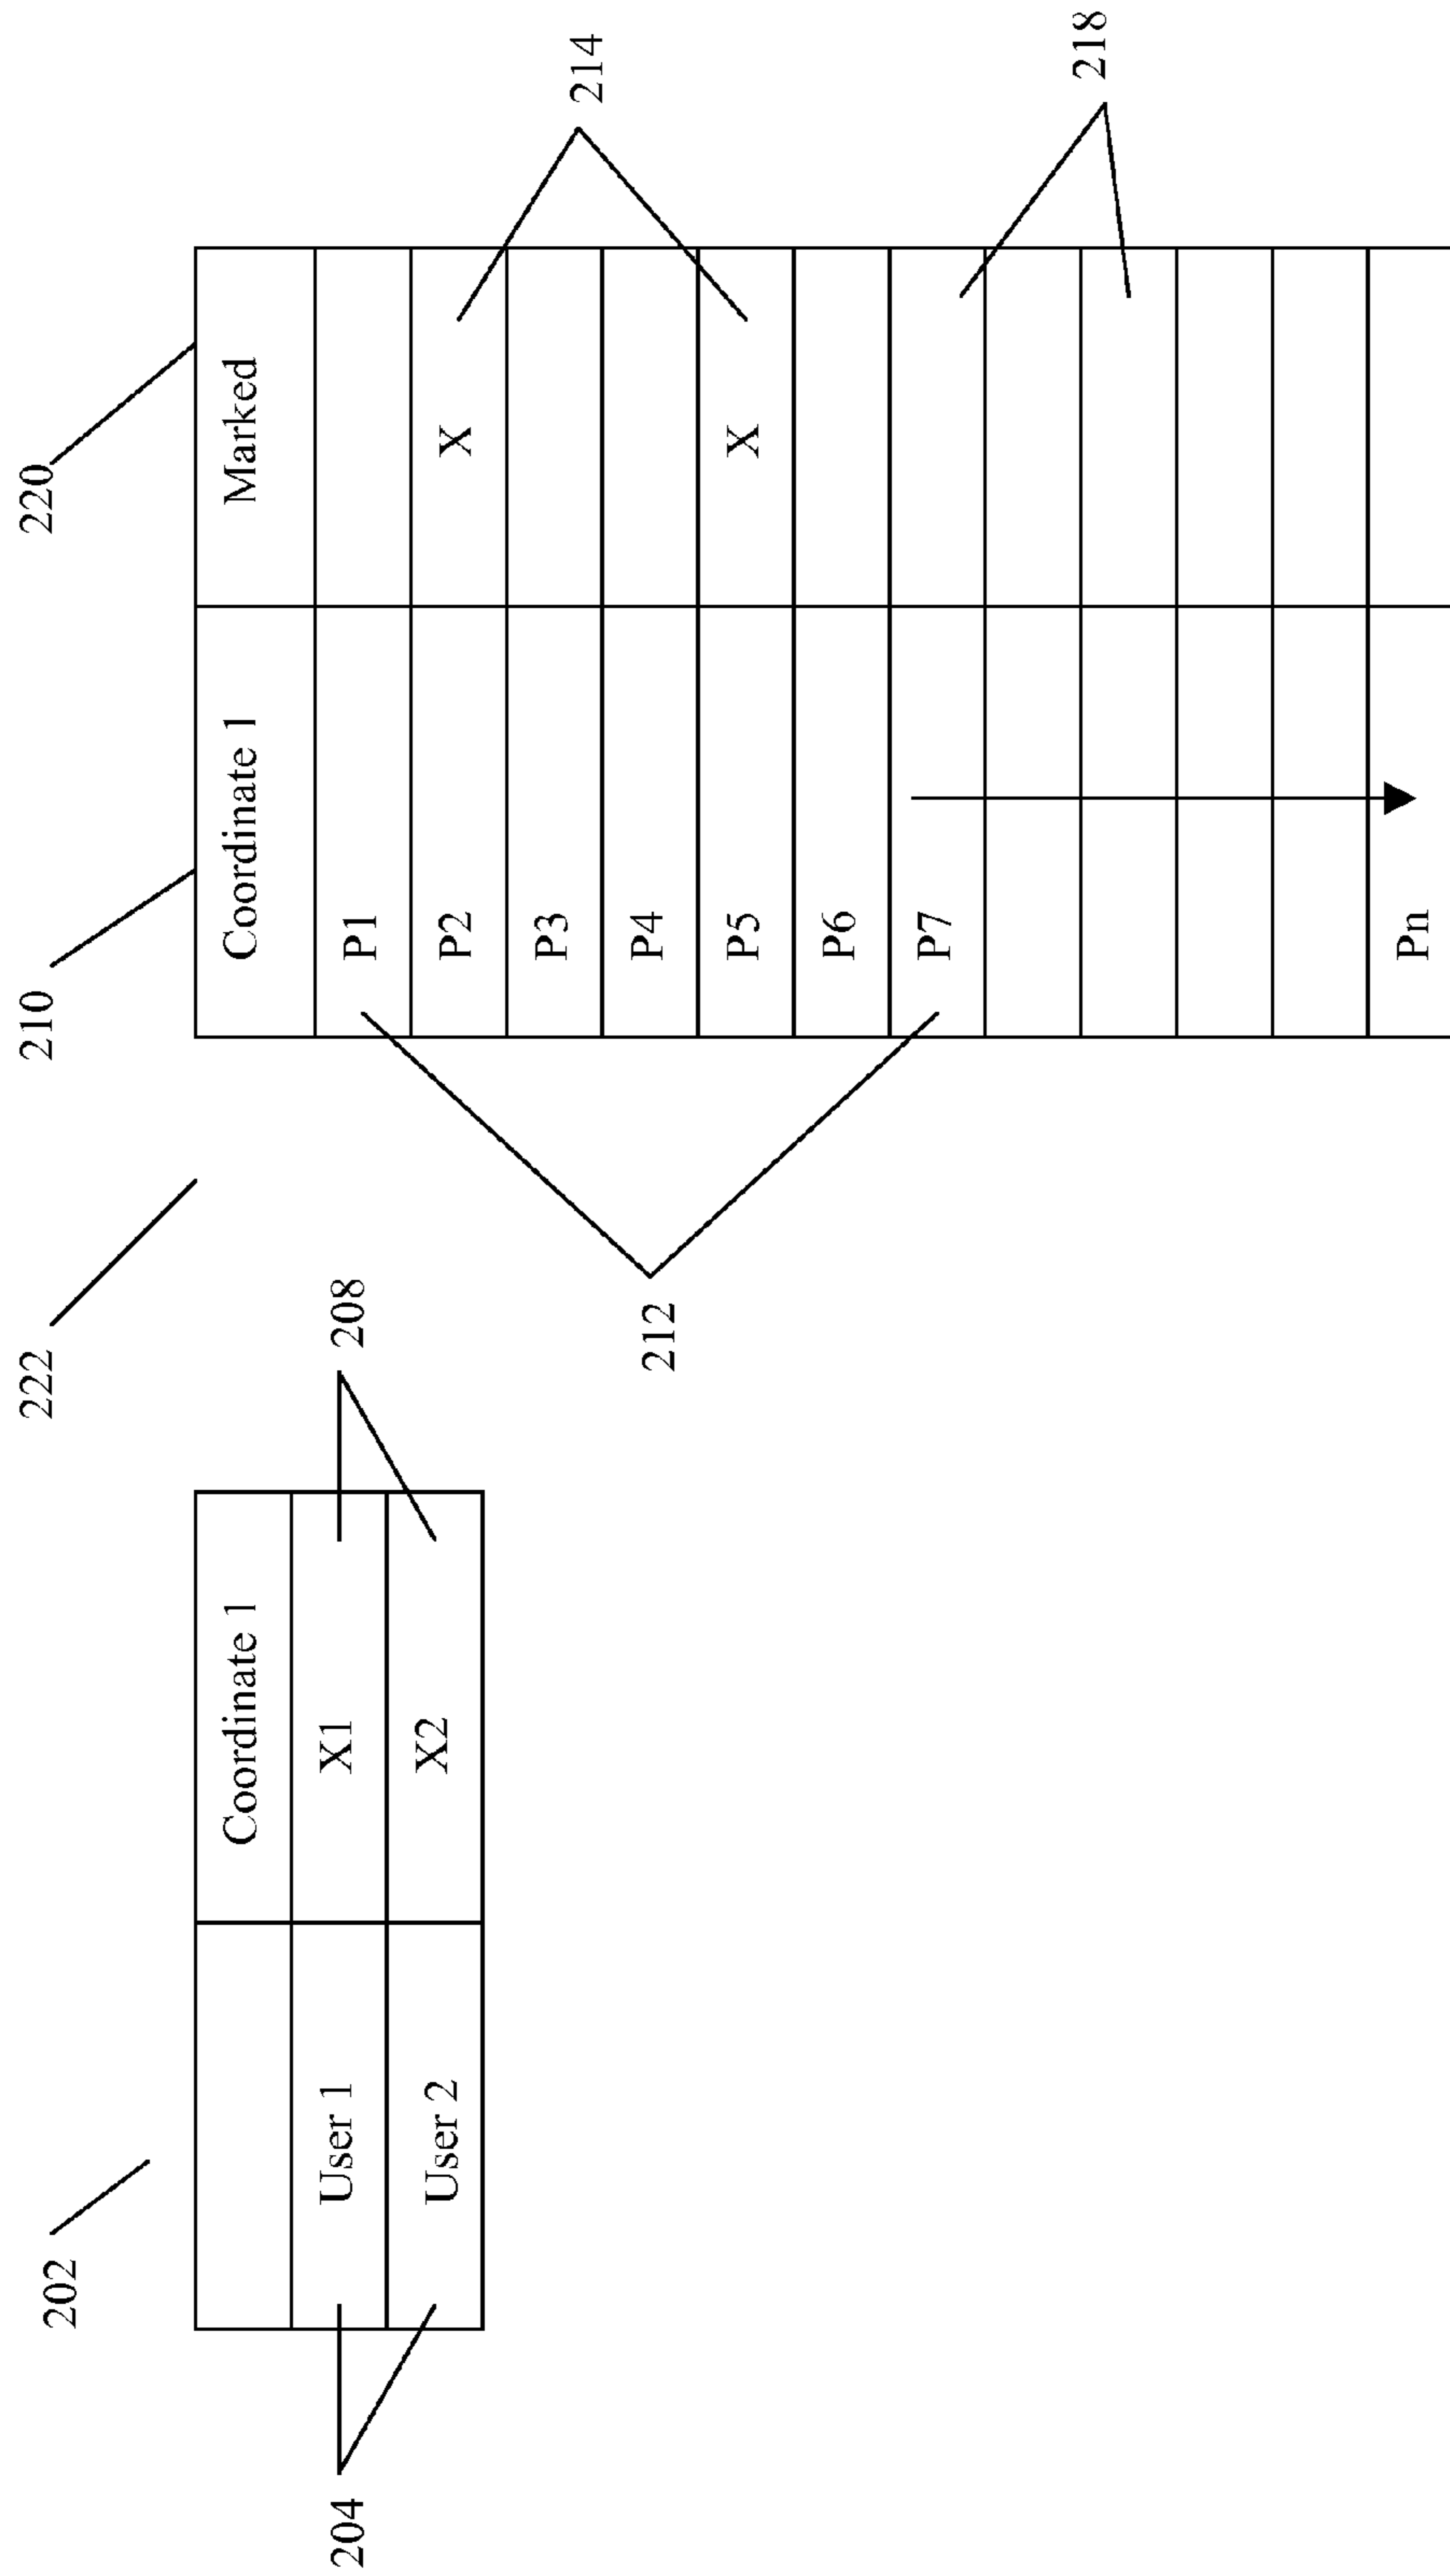 202
222
210
220
Coordinate 1
User 1
X1
User 2
X2
204
208
Coordinate 1
Marked
P1
P2
X
P3
P4
P5
X
P6
P7
Pn
212
214
218